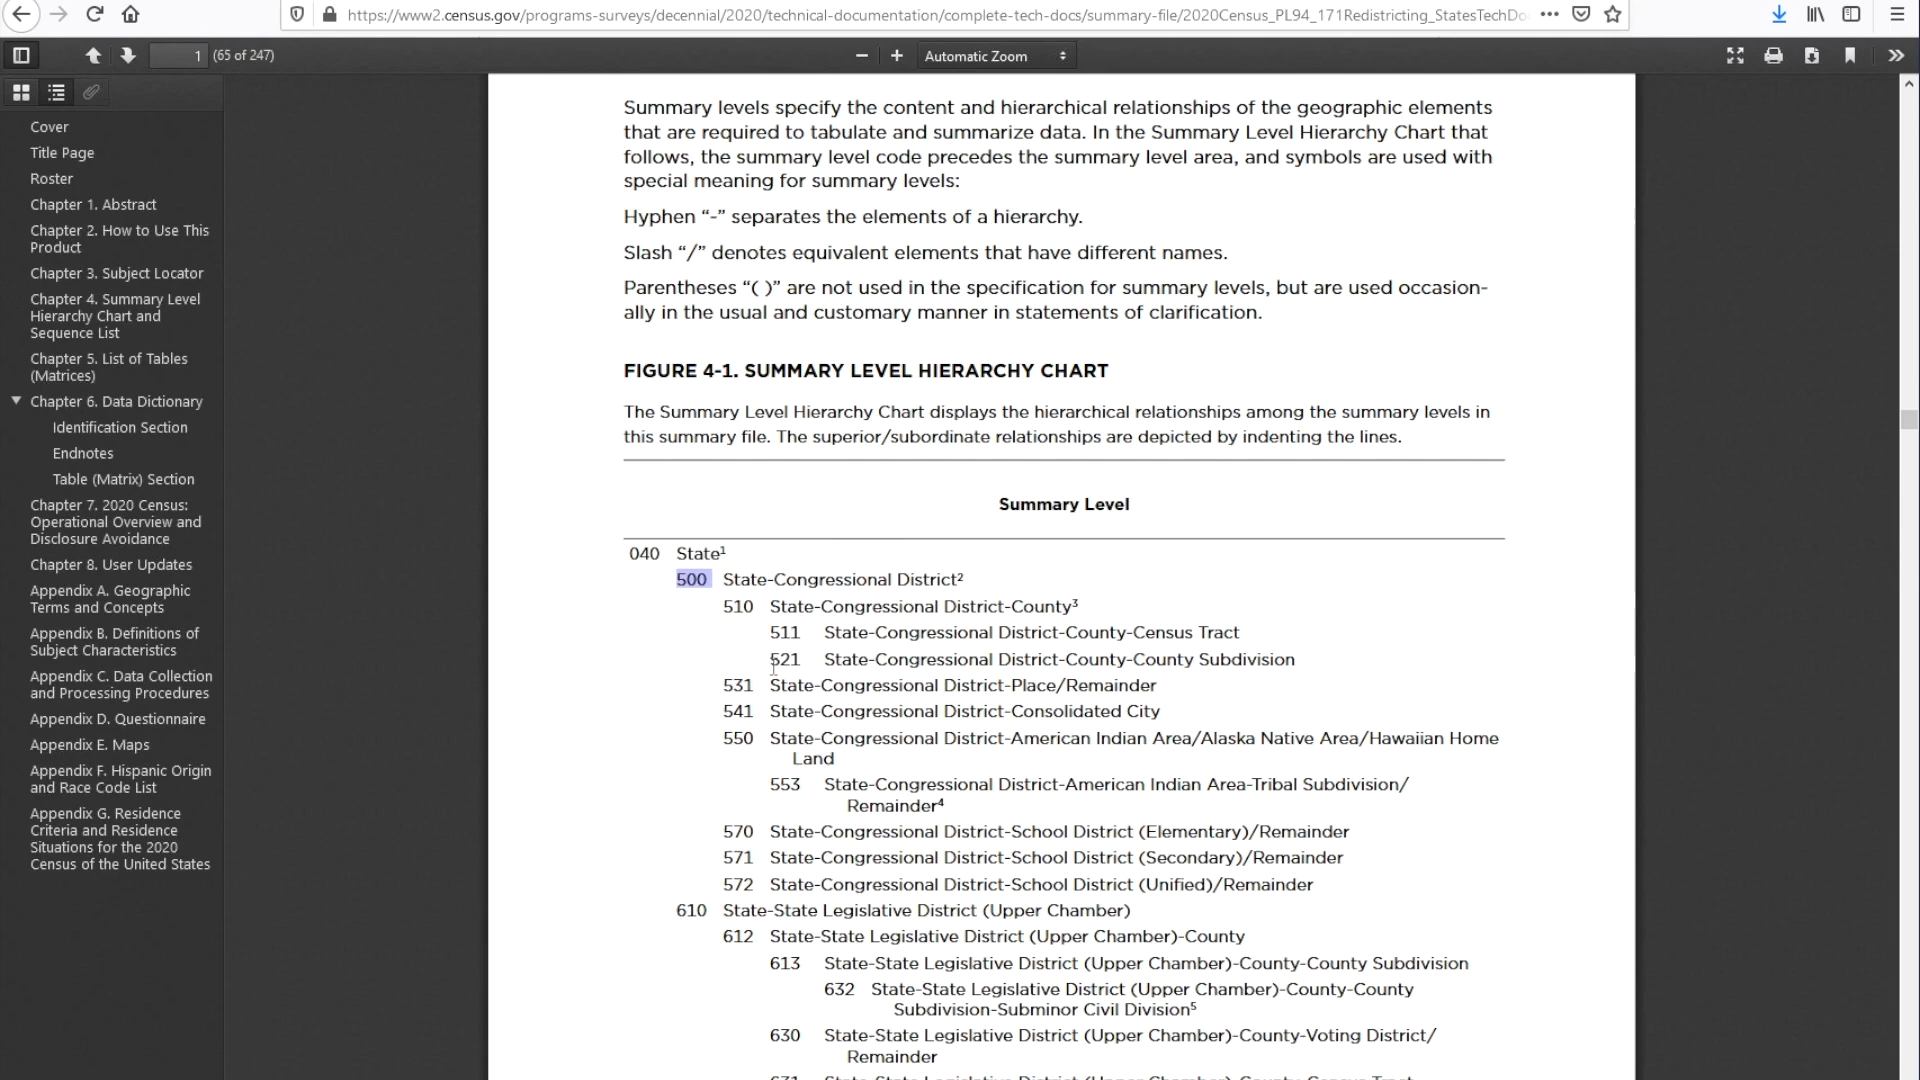 https://www2.census.gov/programs-surveys/decennial/2020/technical-documentation/complete-tech-docs/summary-file/2020Census_PL94_171Redistricting_StatesTechDo
1 (65 of 247)
Automatic Zoom
Cover
Title Page
Roster
Chapter 1. Abstract
Chapter 2. How to Use This
Product
Chapter 3. Subject Locator
Chapter 4. Summary Level
Hierarchy Chart and
Sequence List
Chapter 5. List of Tables
(Matrices)
Chapter 6. Data Dictionary
Identification Section
Endnotes
Table (Matrix) Section
Chapter 7. 2020 Census:
Operational Overview and
Disclosure Avoidance
Chapter 8. User Updates
Appendix A. Geographic
Terms and Concepts
Appendix B. Definitions of
Subject Characteristics
Appendix C. Data Collection
and Processing Procedures
Appendix D. Questionnaire
Appendix E. Maps
Appendix F. Hispanic Origin
and Race Code List
Appendix G. Residence
Criteria and Residence
Situations for the 2020
Census of the United States
Summary levels specify the content and hierarchical relationships of the geographic elements
that are required to tabulate and summarize data. In the Summary Level Hierarchy Chart that
follows, the summary level code precedes the summary level area, and symbols are used with
special meaning for summary levels:
Hyphen “-” separates the elements of a hierarchy.
Slash “/” denotes equivalent elements that have different names.
Parentheses “( )” are not used in the specification for summary levels, but are used occasion-
ally in the usual and customary manner in statements of clarification.
FIGURE 4-1. SUMMARY LEVEL HIERARCHY CHART
The Summary Level Hierarchy Chart displays the hierarchical relationships among the summary levels in
this summary file. The superior/subordinate relationships are depicted by indenting the lines.
Summary Level
040 State¹
500 State-Congressional District²
510 State-Congressional District-County³
511 State-Congressional District-County-Census Tract
521 State-Congressional District-County-County Subdivision
531 State-Congressional District-Place/Remainder
541 State-Congressional District-Consolidated City
550 State-Congressional District-American Indian Area/Alaska Native Area/Hawaiian Home
Land
553 State-Congressional District-American Indian Area-Tribal Subdivision/
Remainder⁴
570 State-Congressional District-School District (Elementary)/Remainder
571 State-Congressional District-School District (Secondary)/Remainder
572 State-Congressional District-School District (Unified)/Remainder
610 State-State Legislative District (Upper Chamber)
612 State-State Legislative District (Upper Chamber)-County
613 State-State Legislative District (Upper Chamber)-County-County Subdivision
632 State-State Legislative District (Upper Chamber)-County-County
Subdivision-Subminor Civil Division⁵
630 State-State Legislative District (Upper Chamber)-County-Voting District/
Remainder
631 State-State Legislative District (Upper Chamber)-County-Census Tract